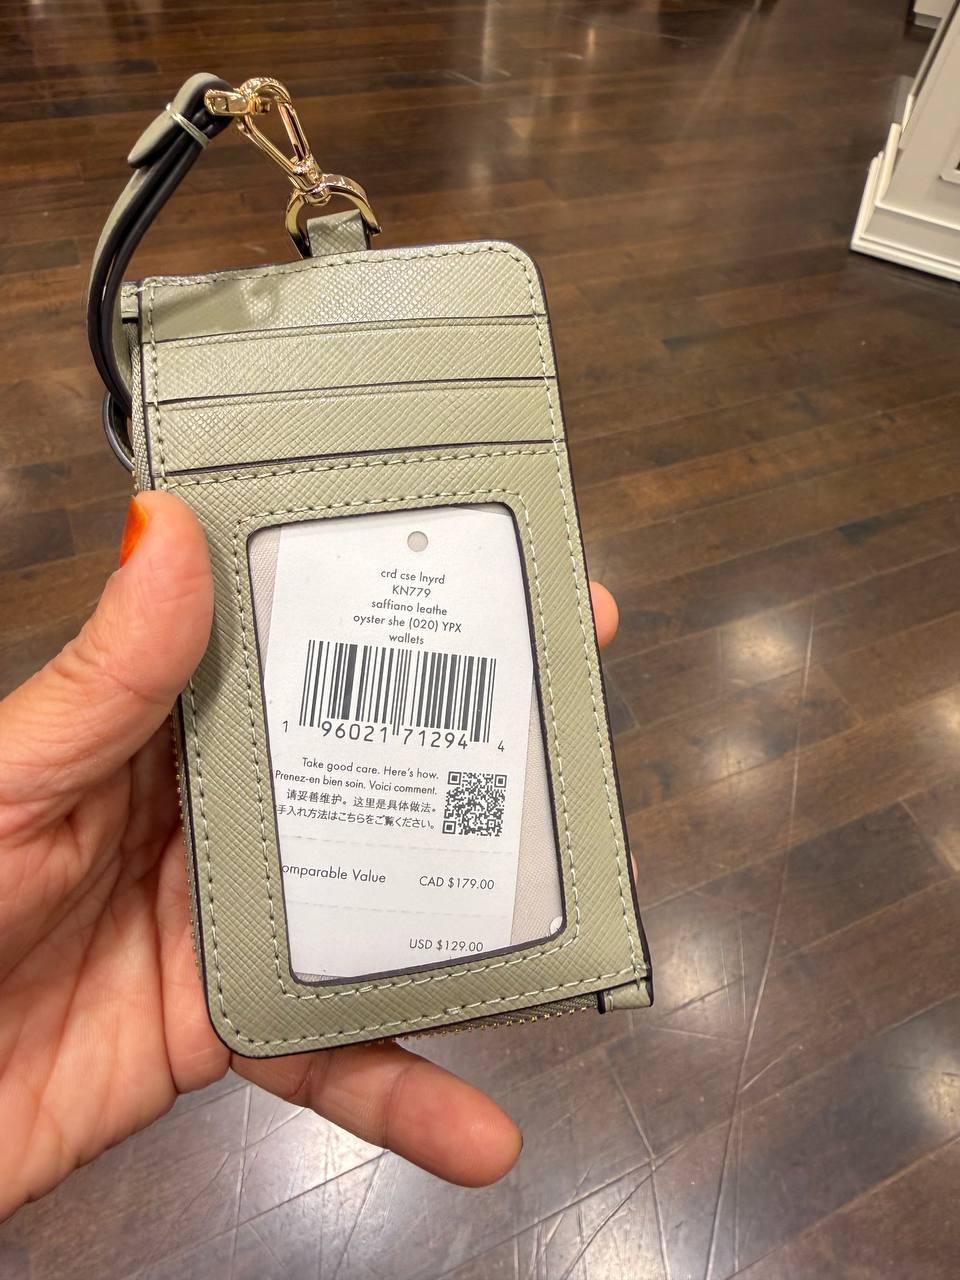 crd cse lnyrd
KN779
saffiano leathe
oyster she (020) YPX
wallets
1 96021 71294 4
Take good care. Here's how.
Prenez-en bien soin. Voici comment.
请妥善维护。这里是具体做法。
手入れ方法はこちらをご覧ください。
omparable Value CAD $179.00
USD $129.00